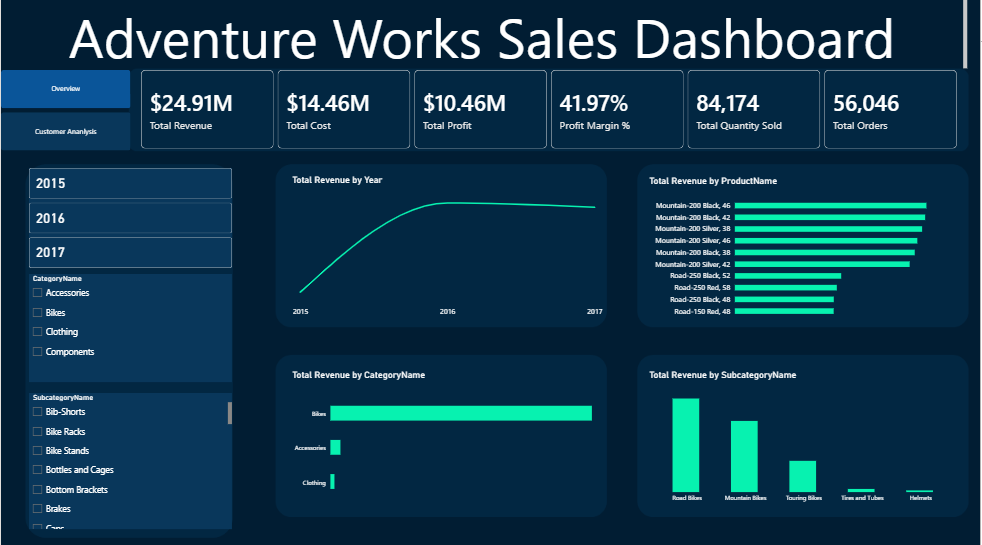 Adventure Works Sales Dashboard
Overview
Customer Ananlysis
$24.91M
Total Revenue
$14.46M
Total Cost
$10.46M
Total Profit
41.97%
Profit Margin %
84,174
Total Quantity Sold
56,046
Total Orders
2015
2016
2017
CategoryName
Accessories
Bikes
Clothing
Components
SubcategoryName
Bib-Shorts
Bike Racks
Bike Stands
Bottles and Cages
Bottom Brackets
Brakes
Caps
Total Revenue by Year
2015
2016
2017
Total Revenue by ProductName
Mountain-200 Black, 46
Mountain-200 Black, 42
Mountain-200 Silver, 38
Mountain-200 Silver, 46
Mountain-200 Black, 38
Mountain-200 Silver, 42
Road-250 Black, 52
Road-250 Red, 58
Road-250 Black, 48
Road-150 Red, 48
Total Revenue by CategoryName
Bikes
Accessories
Clothing
Total Revenue by SubcategoryName
Road Bikes
Mountain Bikes
Touring Bikes
Tires and Tubes
Helmets